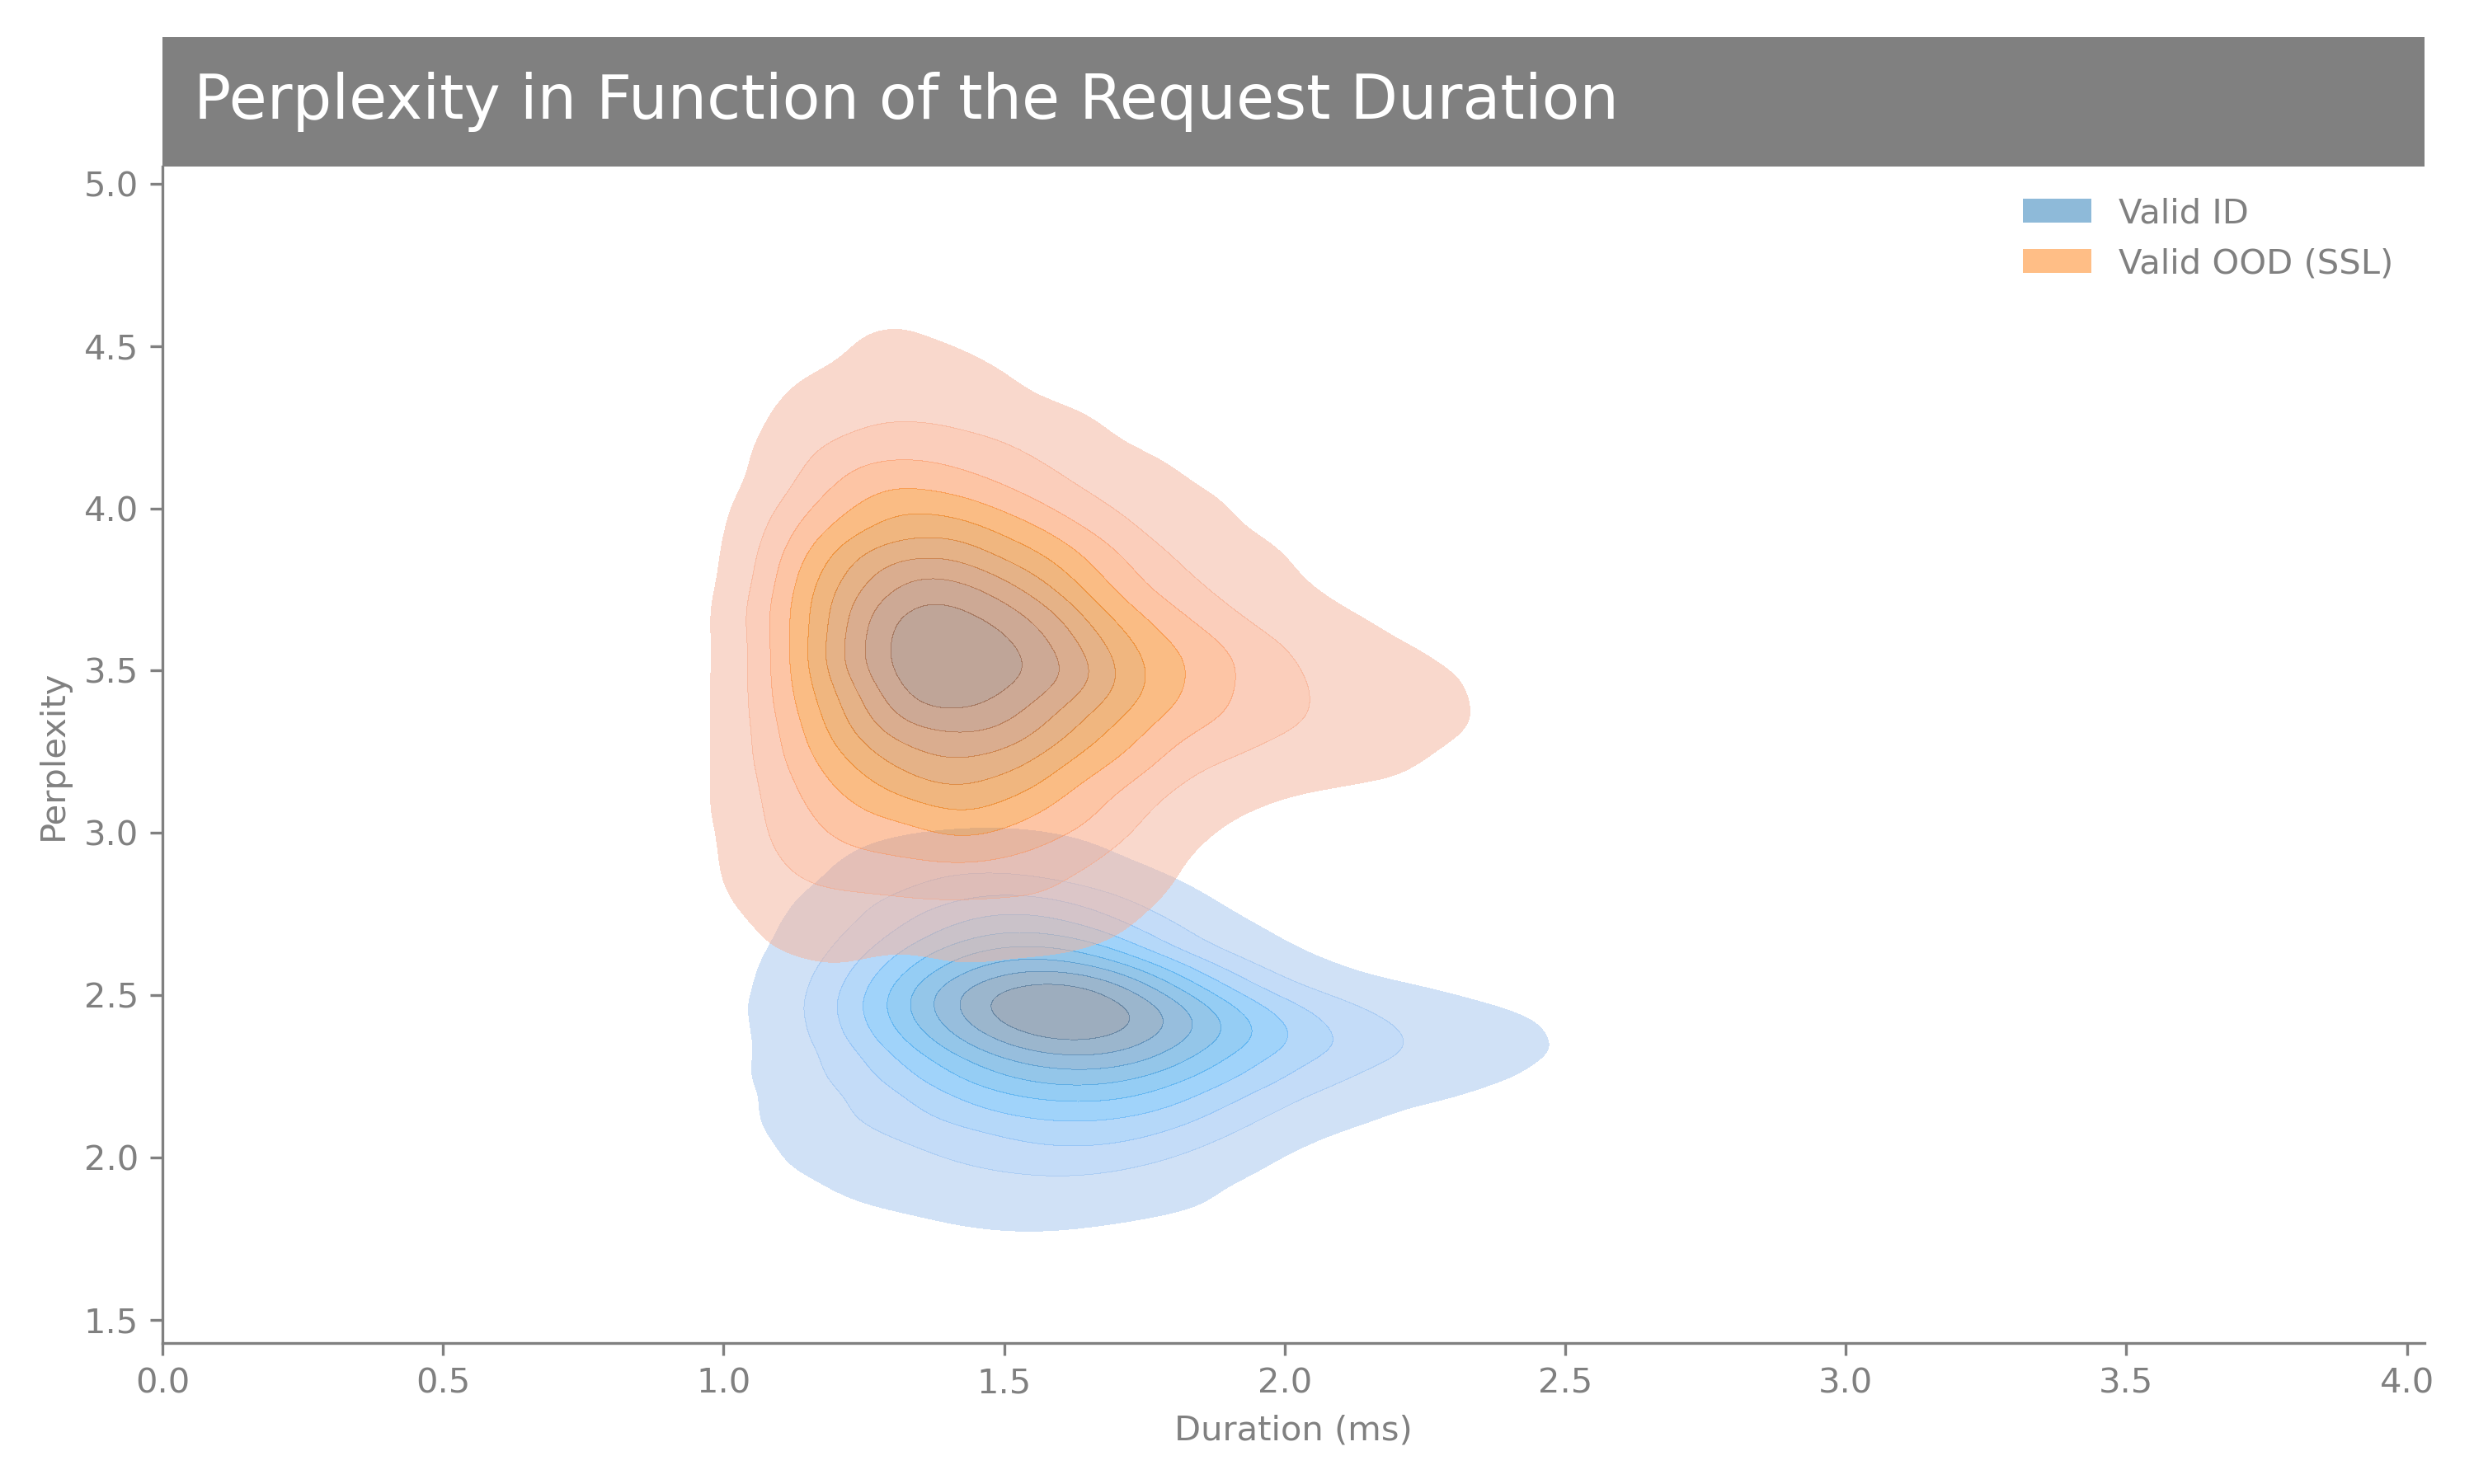 Perplexity in Function of the Request Duration
Valid ID
Valid OOD (SSL)
5.0
4.5
4.0
3.5
3.0
2.5
2.0
1.5
Perplexity
0.0 0.5 1.0 1.5 2.0 2.5 3.0 3.5 4.0
Duration (ms)